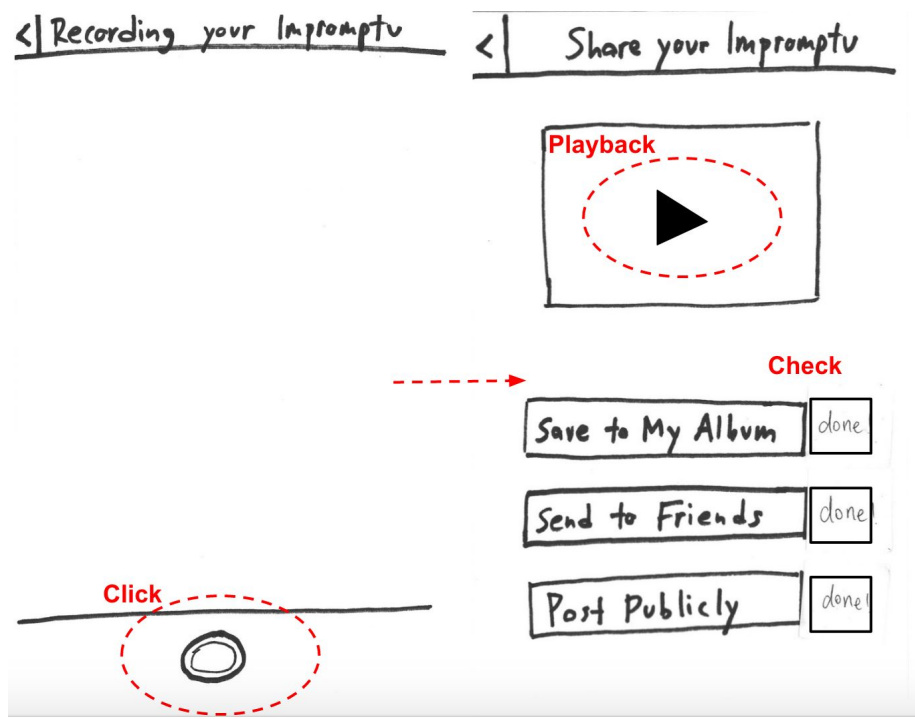 < Recording your Impromptu
Click
< Share your Impromptu
Playback
Check
Save to My Album done!
Send to Friends done!
Post Publicly done!